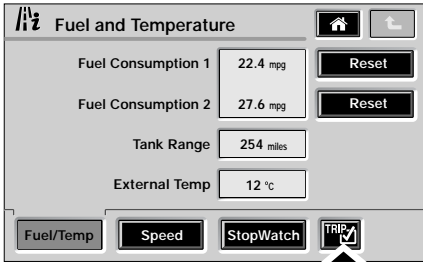 Fuel and Temperature
Fuel Consumption 1 22.4 mpg Reset
Fuel Consumption 2 27.6 mpg Reset
Tank Range 254 miles
External Temp 12 °C
Fuel/Temp Speed StopWatch TRIP